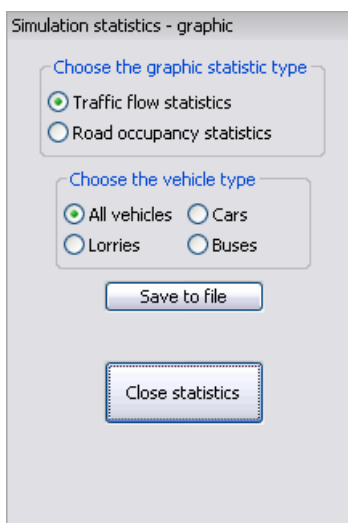 Simulation statistics - graphic
Choose the graphic statistic type
Traffic flow statistics
Road occupancy statistics
Choose the vehicle type
All vehicles Cars
Lorries Buses
Save to file
Close statistics